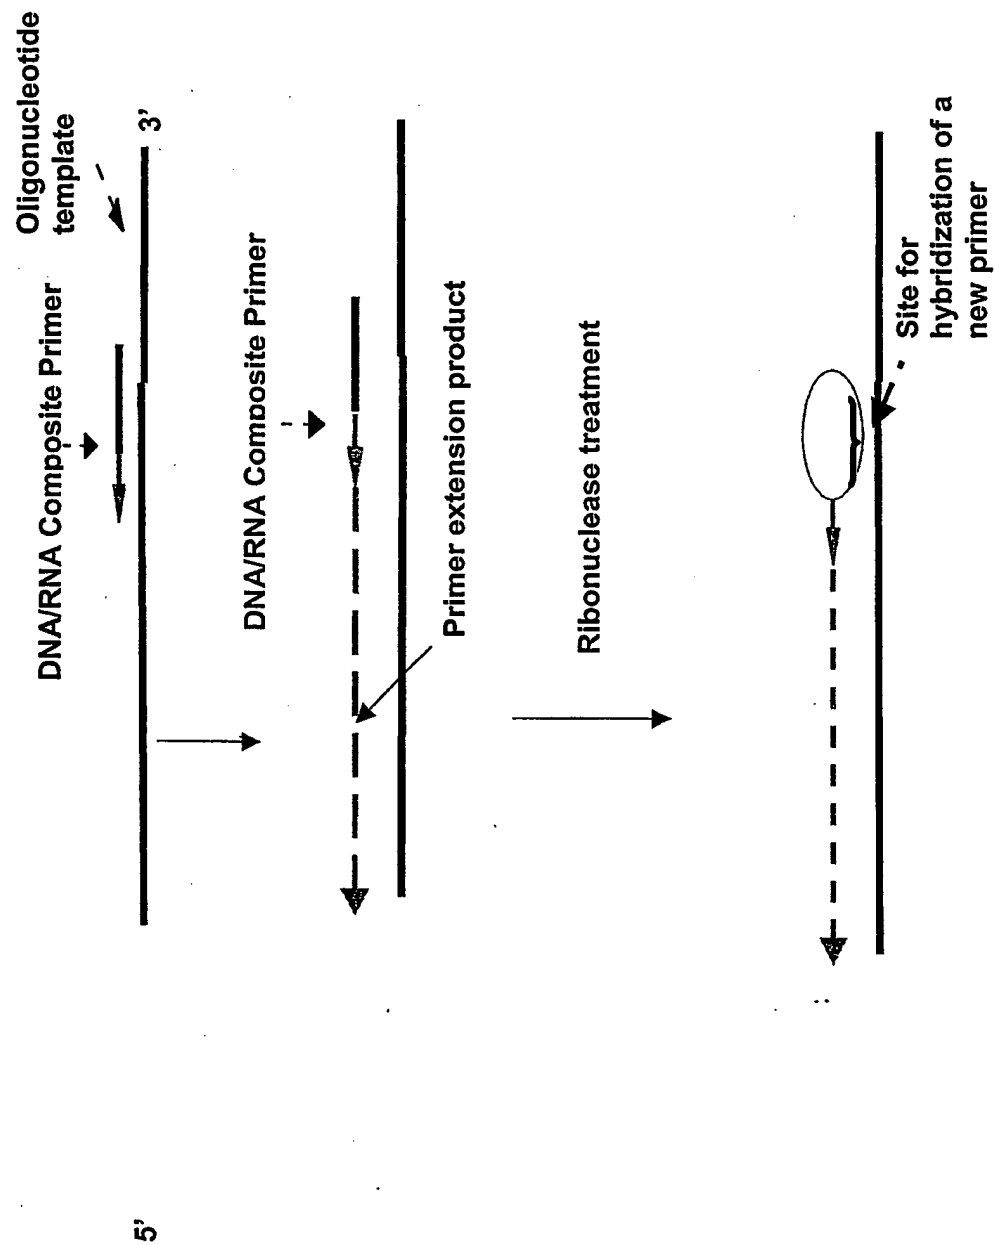 Oligonucleotide
template
DNA/RNA Composite Primer
3'
5'
DNA/RNA Composite Primer
Primer extension product
Ribonuclease treatment
Site for
hybridization of a
new primer